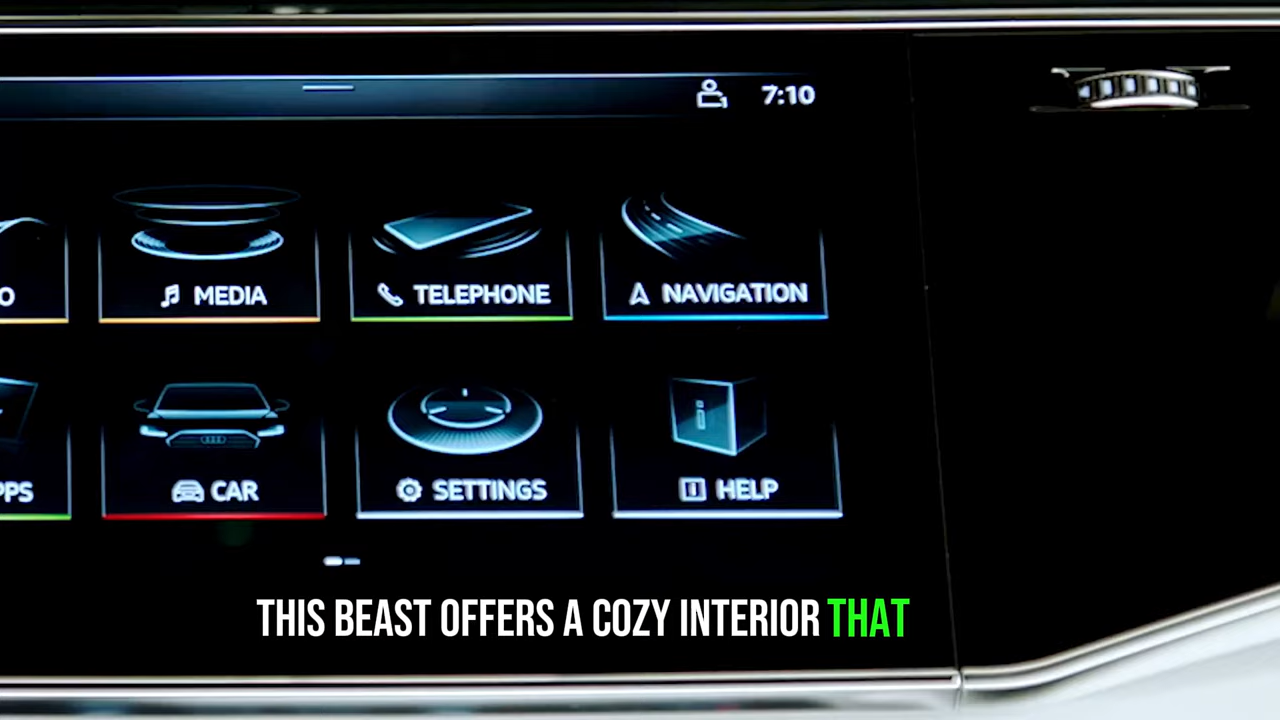 7:10
O
MEDIA
TELEPHONE
NAVIGATION
PPS
CAR
SETTINGS
HELP
THIS BEAST OFFERS A COZY INTERIOR THAT